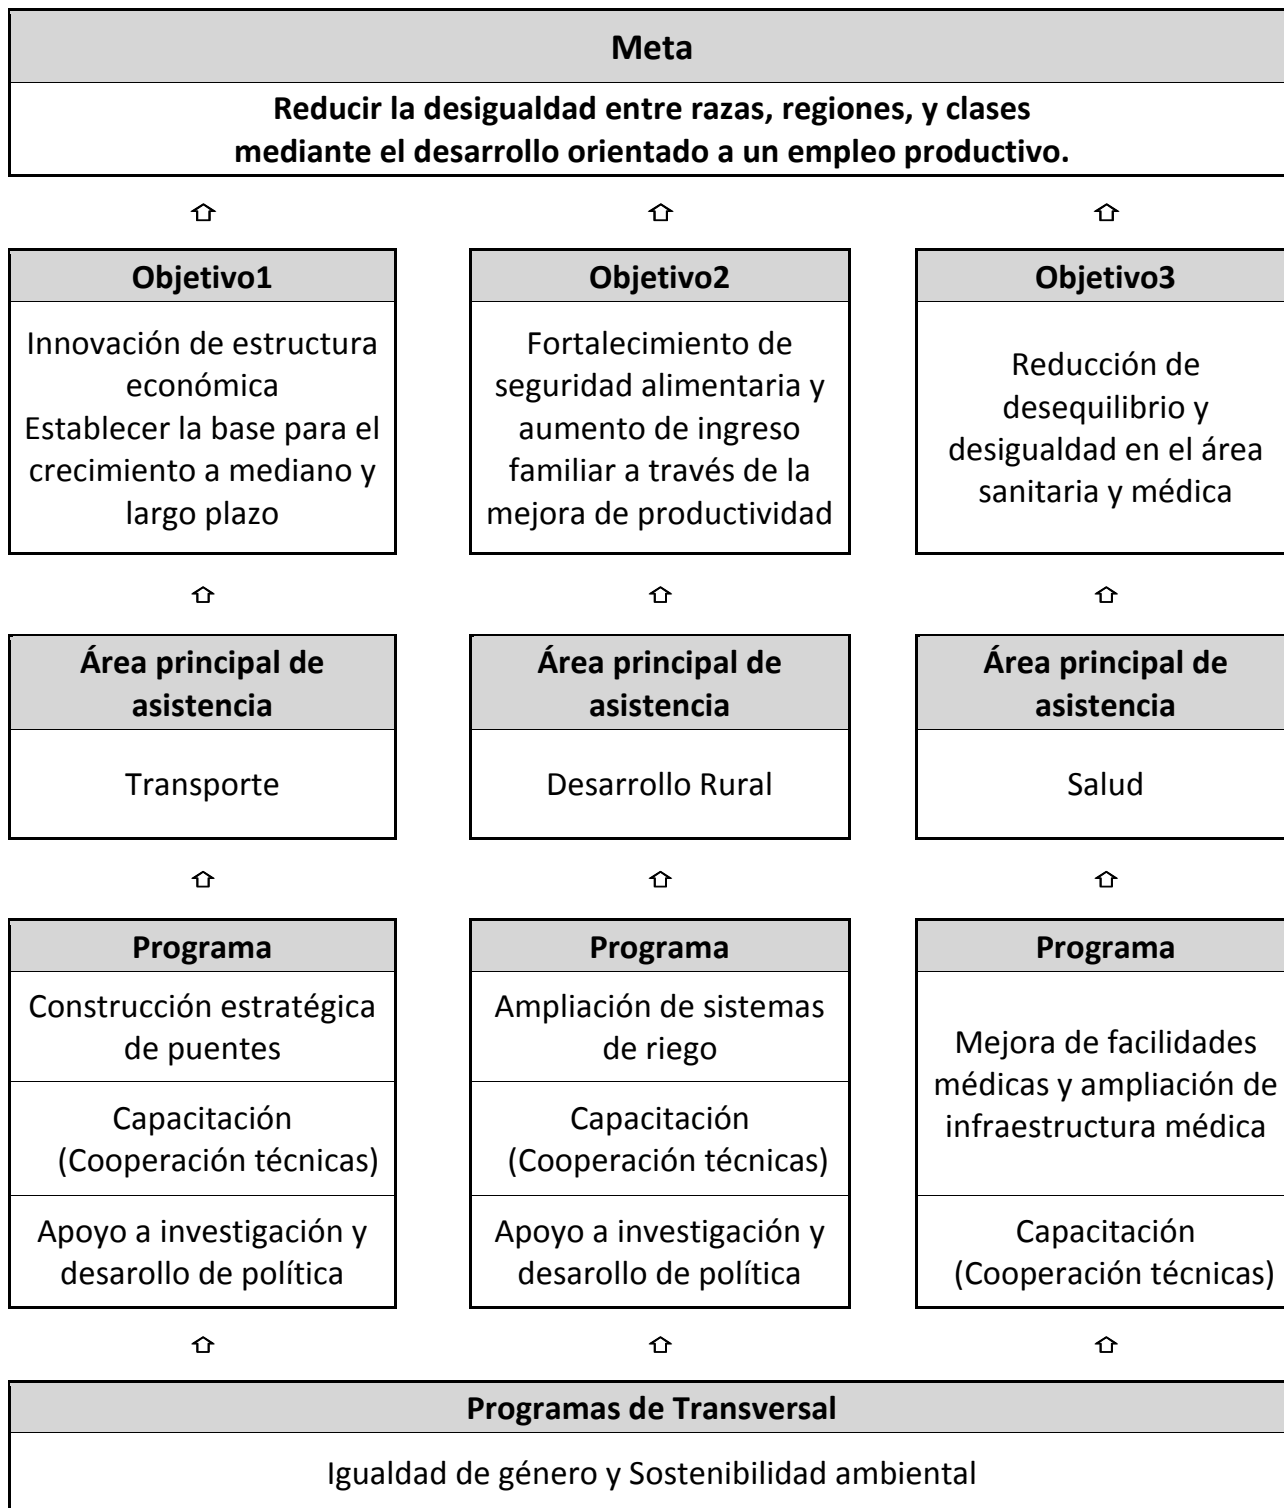 Meta
Reducir la desigualdad entre razas, regiones, y clases
mediante el desarrollo orientado a un empleo productivo.
Objetivo1
Innovación de estructura
económica
Establecer la base para el
crecimiento a mediano y
largo plazo
Objetivo2
Fortalecimiento de
seguridad alimentaria y
aumento de ingreso
familiar a través de la
mejora de productividad
Objetivo3
Reducción de
desequilibrio y
desigualdad en el área
sanitaria y médica
Área principal de
asistencia
Transporte
Área principal de
asistencia
Desarrollo Rural
Área principal de
asistencia
Salud
Programa
Construcción estratégica
de puentes
Capacitación
(Cooperación técnicas)
Apoyo a investigación y
desarollo de política
Programa
Ampliación de sistemas
de riego
Capacitación
(Cooperación técnicas)
Apoyo a investigación y
desarollo de política
Programa
Mejora de facilidades
médicas y ampliación de
infraestructura médica
Capacitación
(Cooperación técnicas)
Programas de Transversal
Igualdad de género y Sostenibilidad ambiental